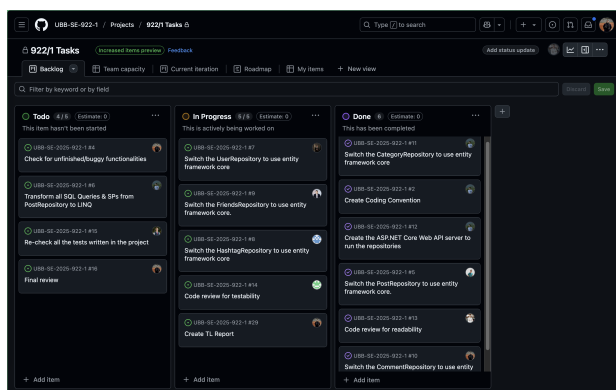 UBB-SE-922-1 / Projects / 922/1 Tasks
Type / to search
922/1 Tasks
Increased items preview
Feedback
Add status update
Backlog
Team capacity
Current iteration
Roadmap
My items
+ New view
Filter by keyword or by field
Discard
Save
Todo 4 / 6 Estimate: 0
This item hasn't been started
UBB-SE-2025-922-1 #4
Check for unfinished/buggy functionalities
UBB-SE-2025-922-1 #6
Transform all SQL Queries & SPs from
PostRepository to LINQ
UBB-SE-2025-922-1 #15
Re-check all the tests written in the project
UBB-SE-2025-922-1 #16
Final review
+ Add item
In Progress 5 / 5 Estimate: 0
This is actively being worked on
UBB-SE-2025-922-1 #7
Switch the UserRepository to use entity
framework core
UBB-SE-2025-922-1 #9
Switch the FriendsRepository to use entity
framework core.
UBB-SE-2025-922-1 #8
Switch the HashtagRepository to use entity
framework core
UBB-SE-2025-922-1 #14
Code review for testability
UBB-SE-2025-922-1 #29
Create TL Report
+ Add item
Done 6 Estimate: 0
This has been completed
UBB-SE-2025-922-1 #11
Switch the CategoryRepository to use entity
framework core
UBB-SE-2025-922-1 #2
Create Coding Convention
UBB-SE-2025-922-1 #12
Create the ASP.NET Core Web API server to
run the repositories
UBB-SE-2025-922-1 #5
Switch the PostRepository to use entity
framework core.
UBB-SE-2025-922-1 #13
Code review for readability
UBB-SE-2025-922-1 #10
Switch the CommentRepository to use entity
+ Add item